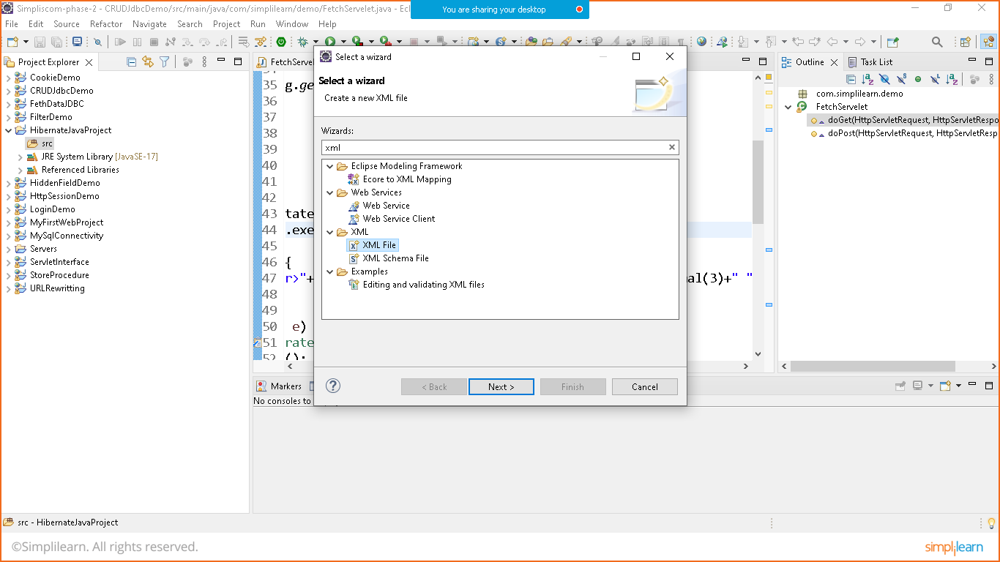 Simpliscom-phase-2 - CRUDJdbcDemo/src/main/java/com/simplilearn/demo/FetchServelet.java - Ecl
You are sharing your desktop
File Edit Source Refactor Navigate Search Project Run Window Help
Project Explorer
CookieDemo
CRUDJdbcDemo
FethDataJDBC
FilterDemo
HibernateJavaProject
src
JRE System Library [JavaSE-17]
Referenced Libraries
HiddenFieldDemo
HttpSessionDemo
LoginDemo
MyFirstWebProject
MySqlConnectivity
Servers
ServletInterface
StoreProcedure
URLRewritting
FetchServel
35 g.ge
36
37
38
39
40
41
42
43 tate
44 .exe
45
46 {
47 r>"+ al(3)+" "
48
49
50 e)
51 rate
52 ();
Select a wizard
Select a wizard
Create a new XML file
Wizards:
xml
Eclipse Modeling Framework
Ecore to XML Mapping
Web Services
Web Service
Web Service Client
XML
XML File
XML Schema File
Examples
Editing and validating XML files
< Back Next > Finish Cancel
Outline Task List
com.simplilearn.demo
FetchServelet
doGet(HttpServletRequest, HttpServletRespo
doPost(HttpServletRequest, HttpServletResp
Markers
No consoles to
src - HibernateJavaProject
©Simplilearn. All rights reserved.
simplilearn